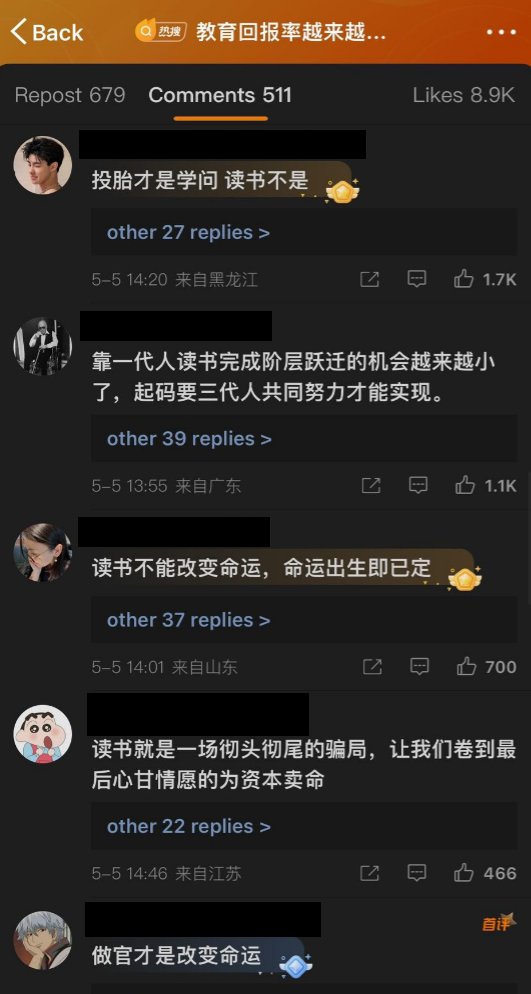 Back
热搜
教育回报率越来越...
Repost 679
Comments 511
Likes 8.9K
投胎才是学问 读书不是
other 27 replies >
5-5 14:20 来自黑龙江
1.7K
靠一代人读书完成阶层跃迁的机会越来越小
了，起码要三代人共同努力才能实现。
other 39 replies >
5-5 13:55 来自广东
1.1K
读书不能改变命运，命运出生即已定
other 37 replies >
5-5 14:01 来自山东
700
读书就是一场彻头彻尾的骗局，让我们卷到最
后心甘情愿的为资本卖命
other 22 replies >
5-5 14:46 来自江苏
466
首评
做官才是改变命运